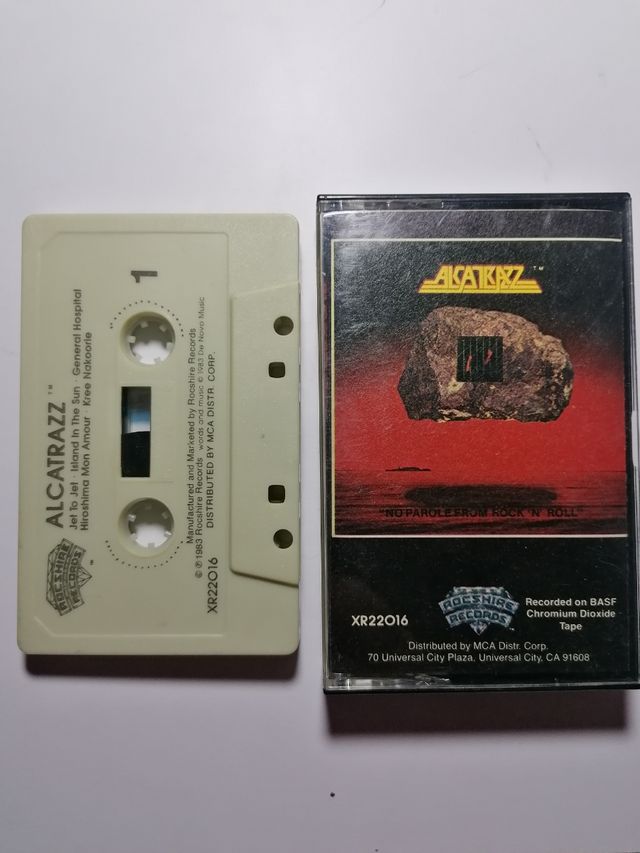 1
ALCATRAZZ ™
Jet To Jet · Island In The Sun · General Hospital
Hiroshima Mon Amour · Kree Nakoorie
ROCSHIRE
RECORDS ™
Manufactured and Marketed by Rocshire Records
© ℗ 1983 Rocshire Records words and music © 1983 De Novo Music
DISTRIBUTED BY MCA DISTR. CORP.
XR22016
ALCATRAZZ ™
"NO PAROLE FROM ROCK 'N' ROLL"
XR22016
ROCSHIRE
RECORDS
Recorded on BASF
Chromium Dioxide
Tape
Distributed by MCA Distr. Corp.
70 Universal City Plaza, Universal City, CA 91608